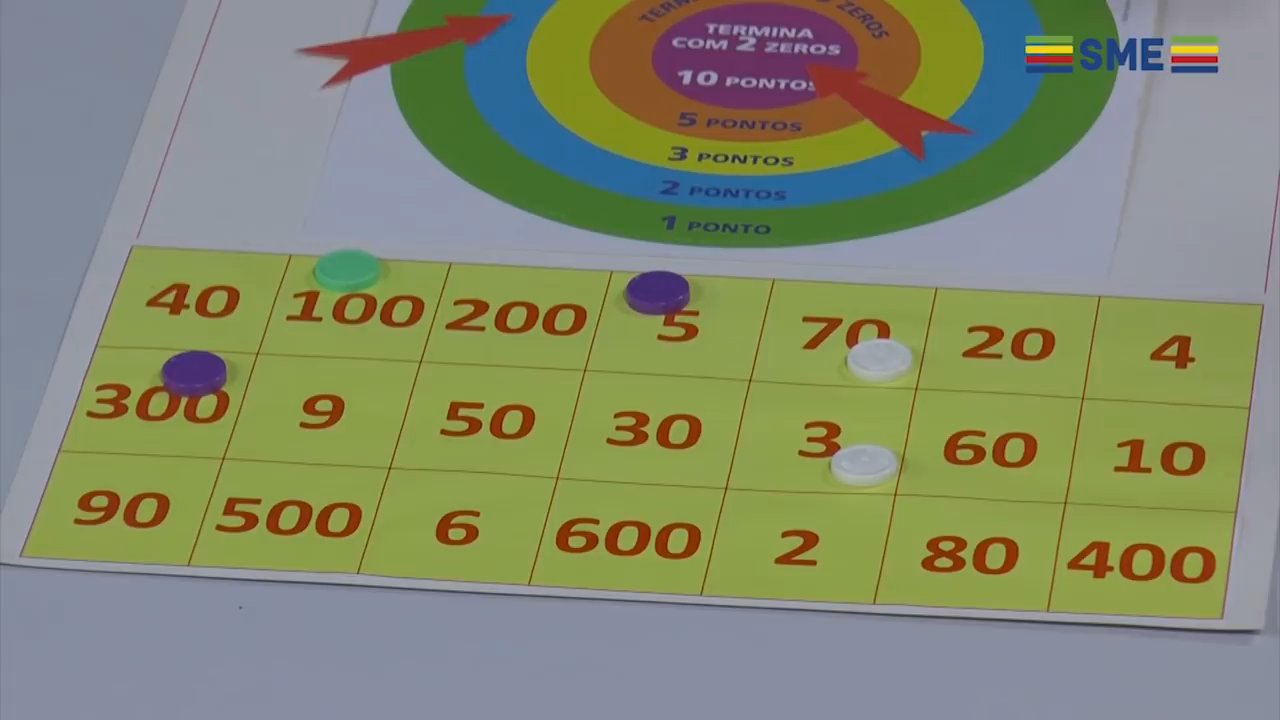 SME
TERMINA
COM 2 ZEROS
10 PONTOS
5 PONTOS
3 PONTOS
2 PONTOS
1 PONTO
40 100 200 5 70 20 4
300 9 50 30 3 60 10
90 500 6 600 2 80 400